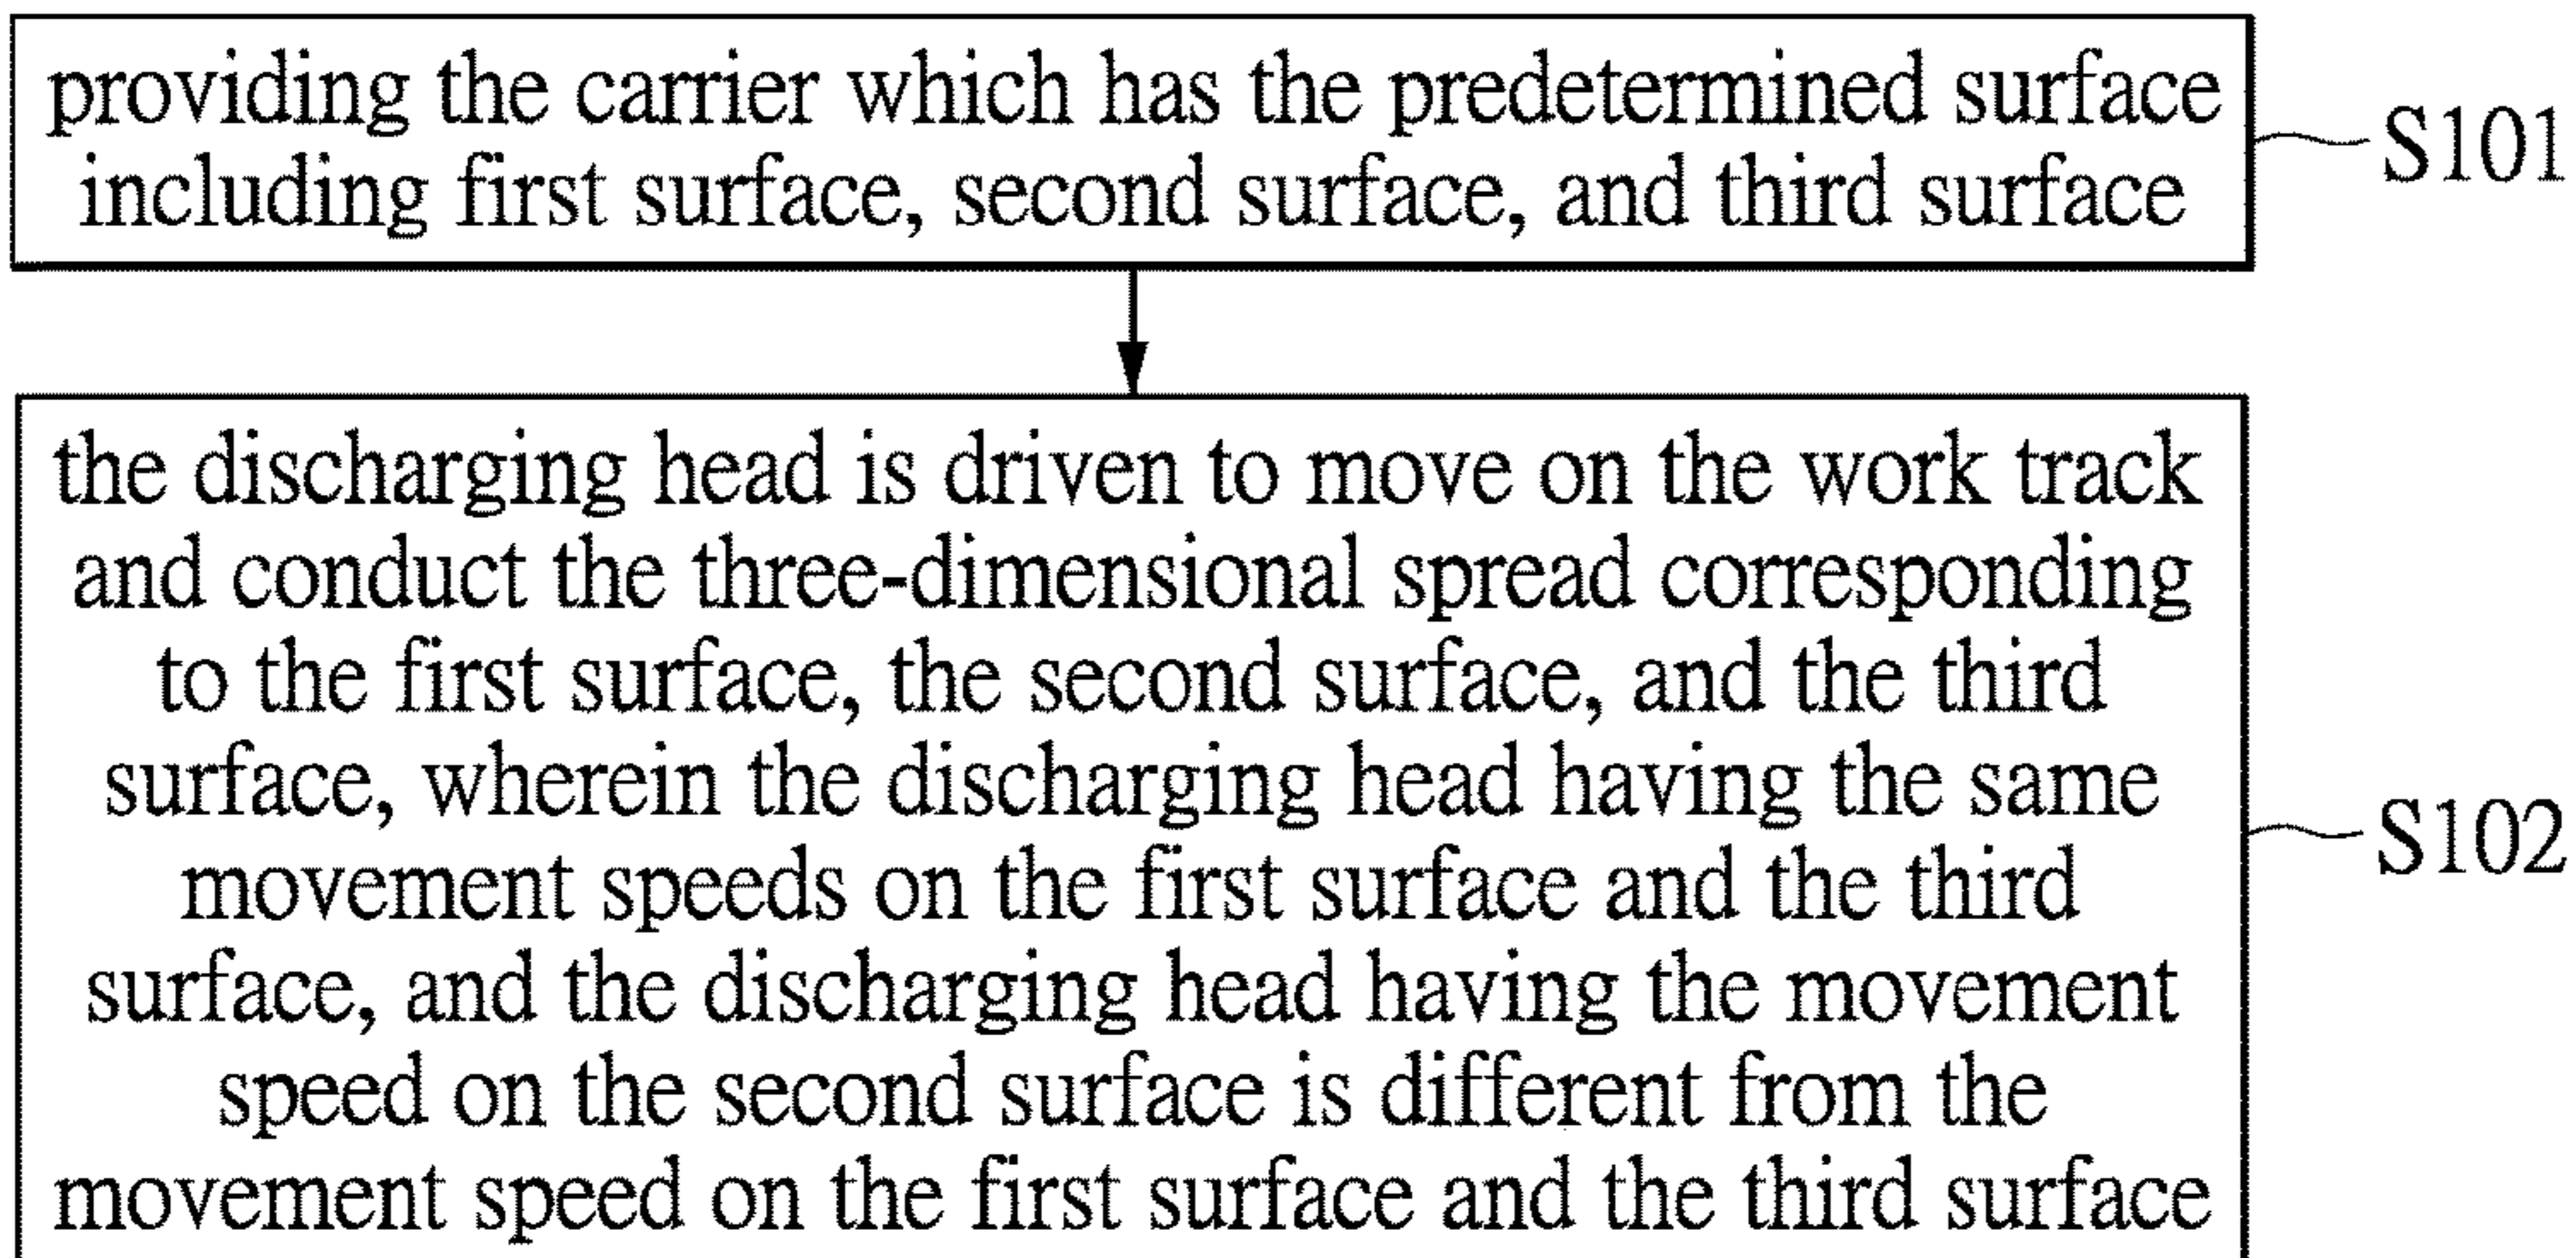 providing the carrier which has the predetermined surface
including first surface, second surface, and third surface
S101
the discharging head is driven to move on the work track
and conduct the three-dimensional spread corresponding
to the first surface, the second surface, and the third
surface, wherein the discharging head having the same
movement speeds on the first surface and the third
surface, and the discharging head having the movement
speed on the second surface is different from the
movement speed on the first surface and the third surface
S102